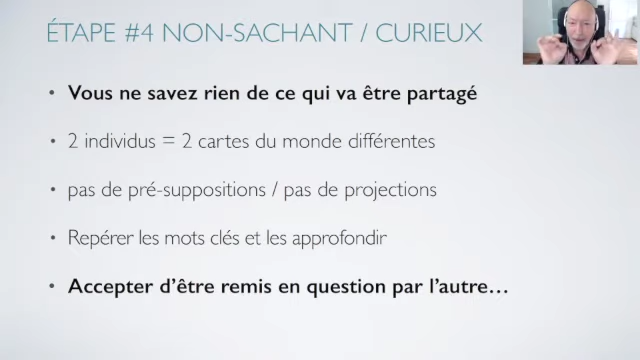 ÉTAPE #4 NON-SACHANT / CURIEUX
• Vous ne savez rien de ce qui va être partagé
• 2 individus = 2 cartes du monde différentes
• pas de pré-suppositions / pas de projections
• Repérer les mots clés et les approfondir
• Accepter d’être remis en question par l’autre…